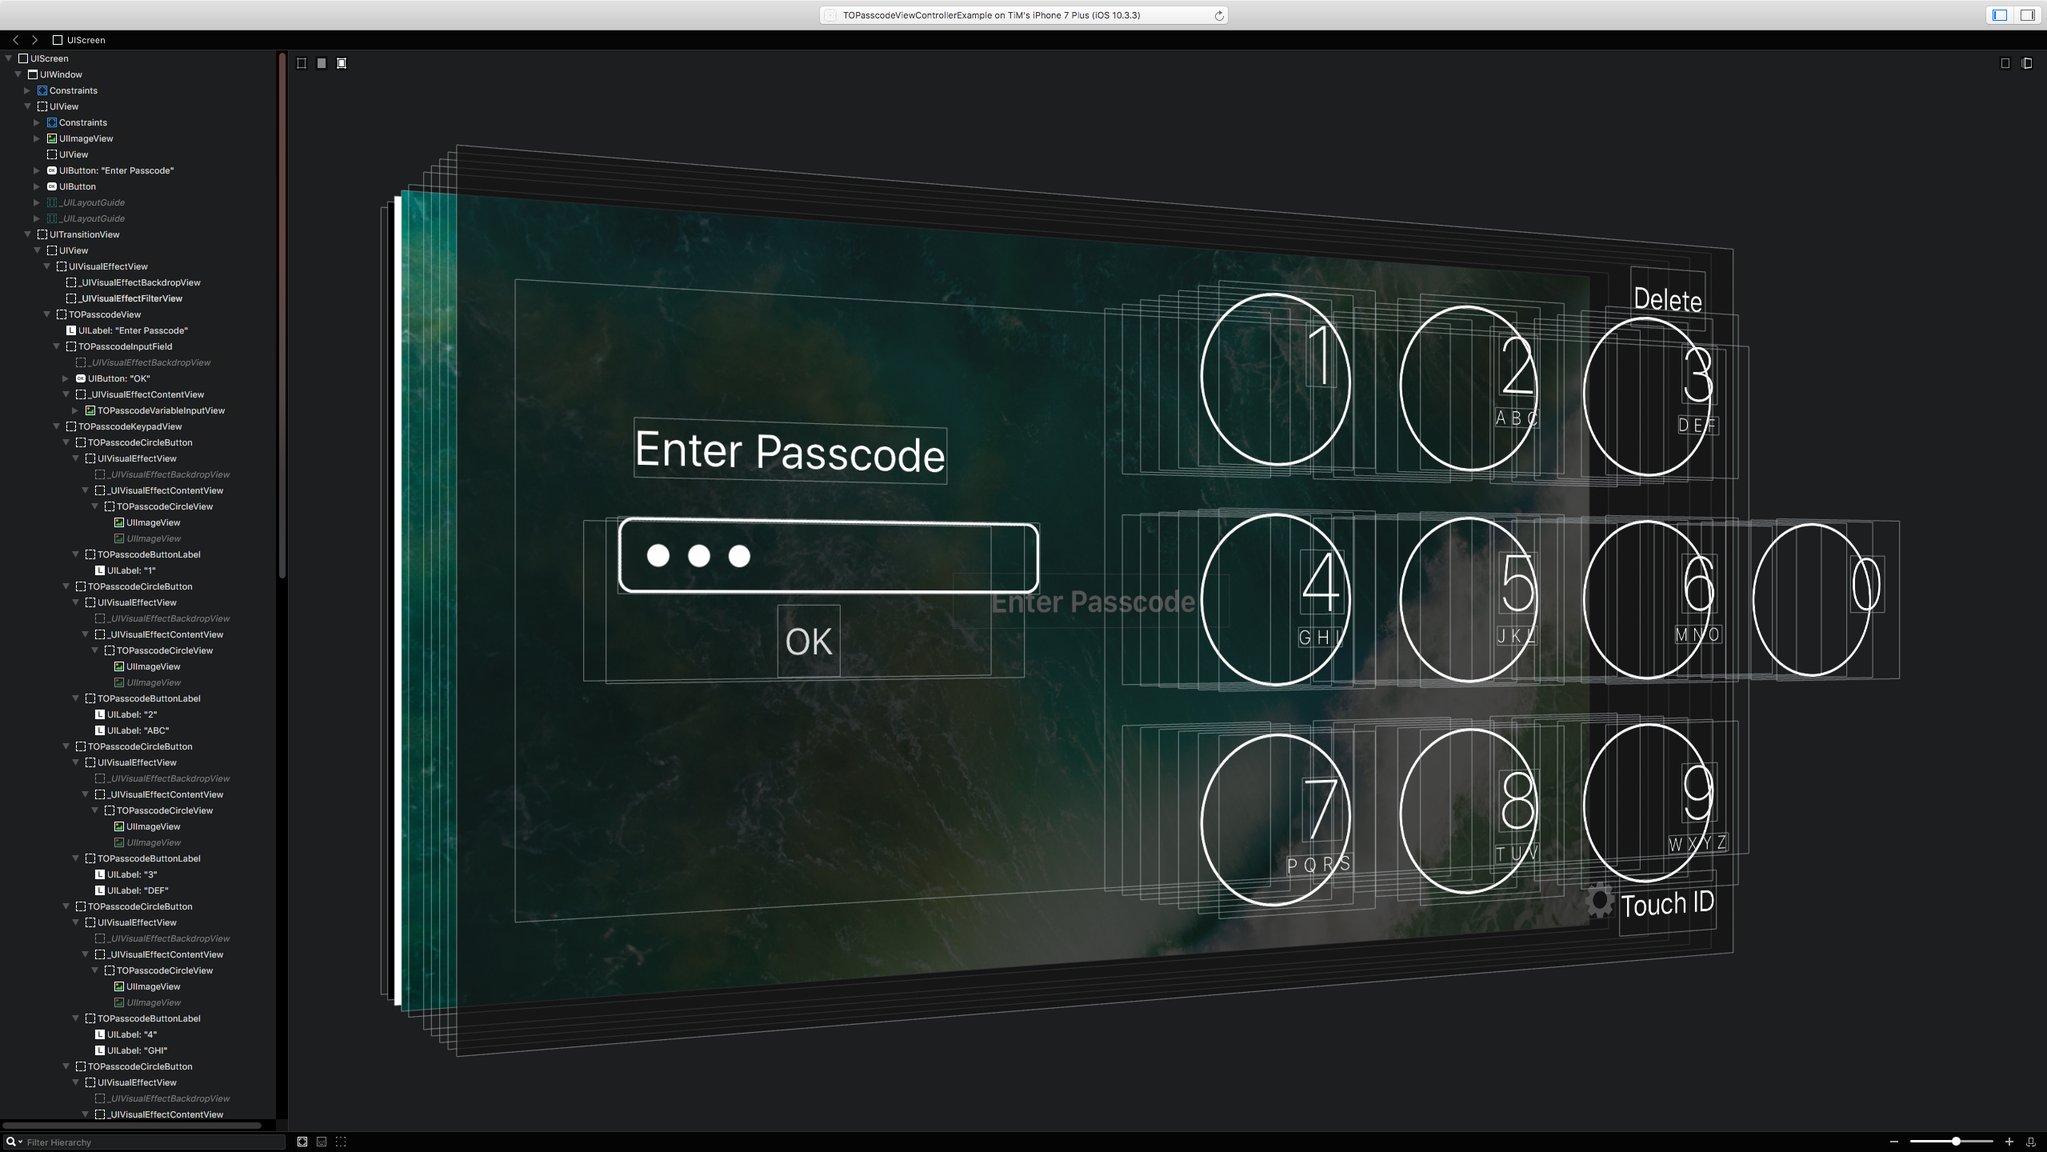 TOPasscodeViewControllerExample on TiM's iPhone 7 Plus (iOS 10.3.3)
UIScreen
UIScreen
UIWindow
Constraints
UIView
Constraints
UIImageView
UIView
UIButton: "Enter Passcode"
UIButton
_UILayoutGuide
_UILayoutGuide
UITransitionView
UIView
UIVisualEffectView
_UIVisualEffectBackdropView
_UIVisualEffectFilterView
TOPasscodeView
UILabel: "Enter Passcode"
TOPasscodeInputField
_UIVisualEffectBackdropView
UIButton: "OK"
_UIVisualEffectContentView
TOPasscodeVariableInputView
TOPasscodeKeypadView
TOPasscodeCircleButton
UIVisualEffectView
_UIVisualEffectBackdropView
_UIVisualEffectContentView
TOPasscodeCircleView
UIImageView
UIImageView
TOPasscodeButtonLabel
UILabel: "1"
TOPasscodeCircleButton
UIVisualEffectView
_UIVisualEffectBackdropView
_UIVisualEffectContentView
TOPasscodeCircleView
UIImageView
UIImageView
TOPasscodeButtonLabel
UILabel: "2"
UILabel: "ABC"
TOPasscodeCircleButton
UIVisualEffectView
_UIVisualEffectBackdropView
_UIVisualEffectContentView
TOPasscodeCircleView
UIImageView
UIImageView
TOPasscodeButtonLabel
UILabel: "3"
UILabel: "DEF"
TOPasscodeCircleButton
UIVisualEffectView
_UIVisualEffectBackdropView
_UIVisualEffectContentView
TOPasscodeCircleView
UIImageView
UIImageView
TOPasscodeButtonLabel
UILabel: "4"
UILabel: "GHI"
TOPasscodeCircleButton
UIVisualEffectView
_UIVisualEffectBackdropView
_UIVisualEffectContentView
Filter Hierarchy
Delete
Enter Passcode
OK
Enter Passcode
1
2
ABC
3
DEF
4
GHI
5
JKL
6
MNO
0
7
PQRS
8
TUV
9
WXYZ
Touch ID